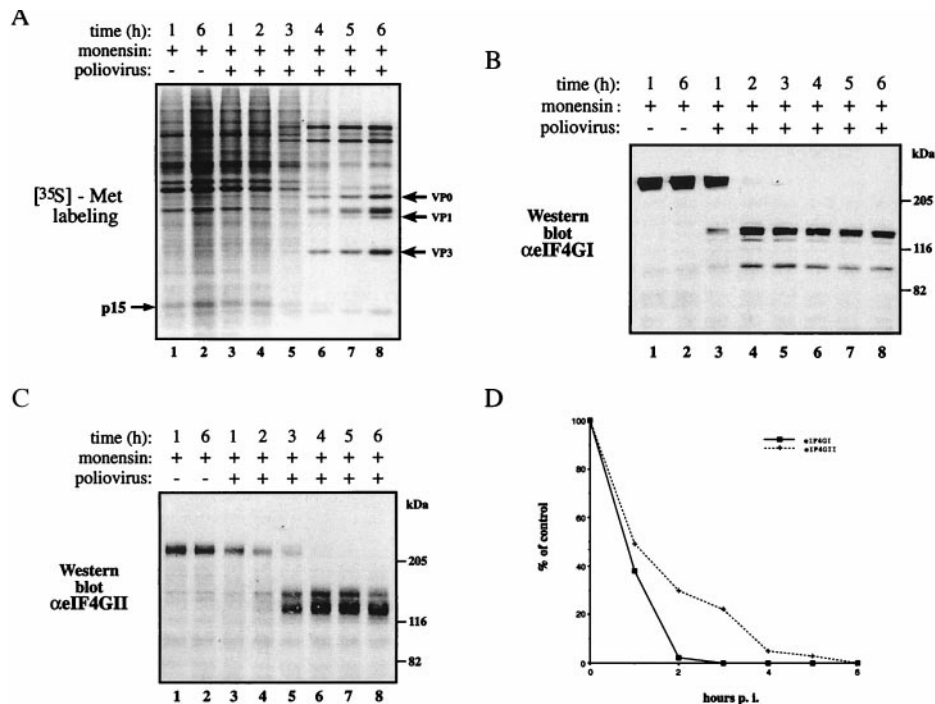 A
time (h): 1 6 1 2 3 4 5 6
monensin: + + + + + + + +
poliovirus: - - + + + + + +
[35S] - Met
labeling
VP0
VP1
VP3
p15
1 2 3 4 5 6 7 8
B
time (h): 1 6 1 2 3 4 5 6
monensin : + + + + + + + +
poliovirus: - - + + + + + +
kDa
Western
blot
αeIF4GI
205
116
82
1 2 3 4 5 6 7 8
C
time (h): 1 6 1 2 3 4 5 6
monensin: + + + + + + + +
poliovirus: - - + + + + + +
kDa
Western
blot
αeIF4GII
205
116
82
1 2 3 4 5 6 7 8
D
100
80
60
40
20
0
% of control
eIF4GI
eIF4GII
0 2 4 6
hours p. i.